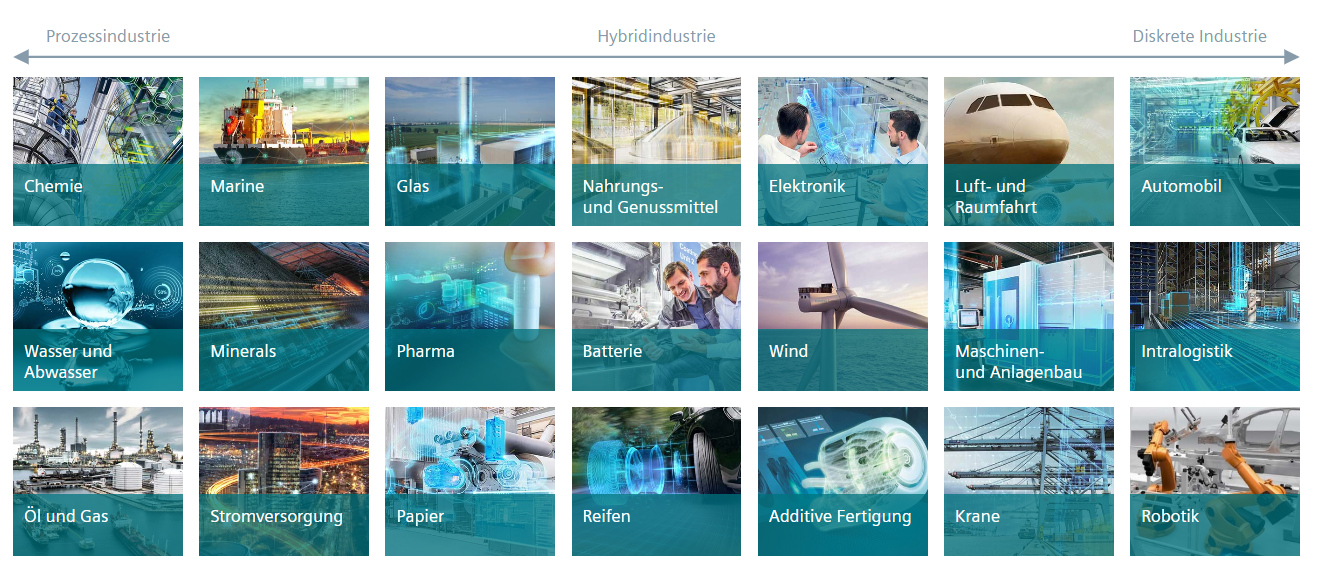 Prozessindustrie
Hybridindustrie
Diskrete Industrie
Chemie
Marine
Glas
Nahrungs-
und Genussmittel
Elektronik
Luft- und
Raumfahrt
Automobil
Wasser und
Abwasser
Minerals
Pharma
Batterie
Wind
Maschinen-
und Anlagenbau
Intralogistik
Öl und Gas
Stromversorgung
Papier
Reifen
Additive Fertigung
Krane
Robotik